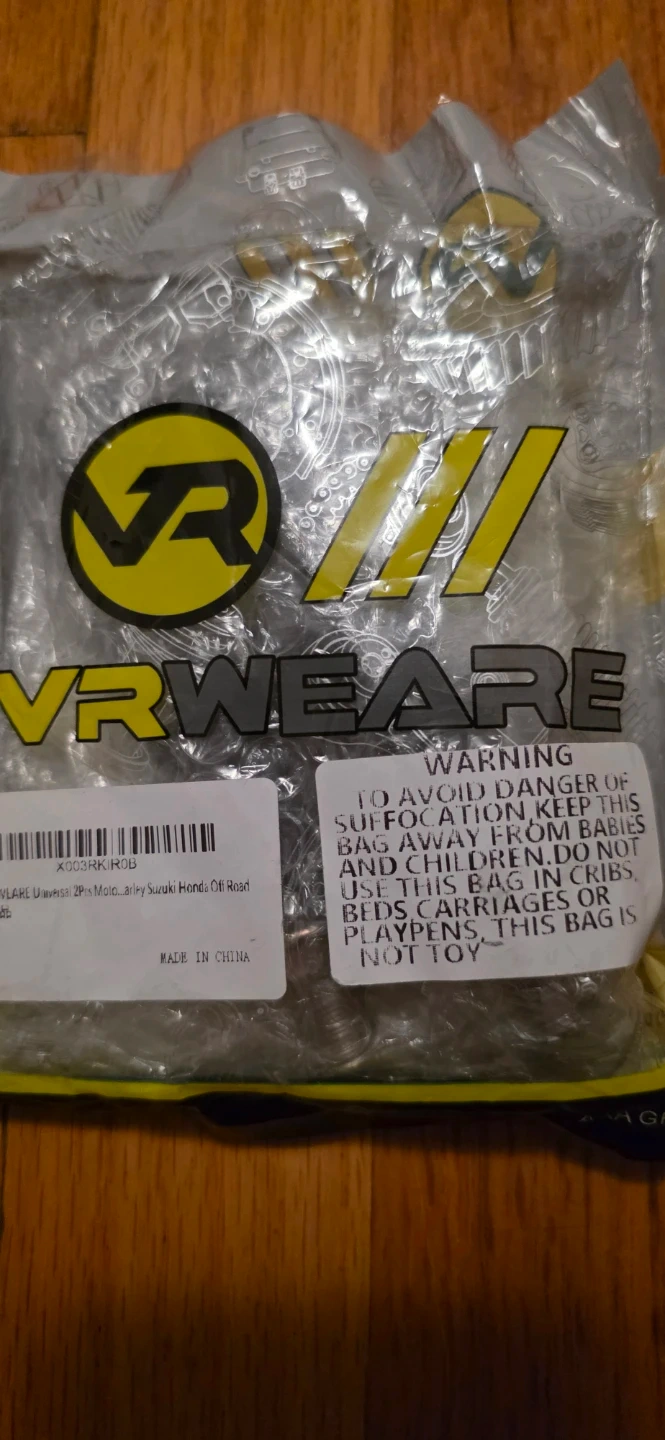 VR
VRWEARE
X003RKIR0B
Universal 2Pcs Moto...arley Suzuki Honda Off Road
MADE IN CHINA
WARNING
TO AVOID DANGER OF
SUFFOCATION,KEEP THIS
BAG AWAY FROM BABIES
AND CHILDREN.DO NOT
USE THIS BAG IN CRIBS,
BEDS,CARRIAGES OR
PLAYPENS, THIS BAG IS
NOT TOY